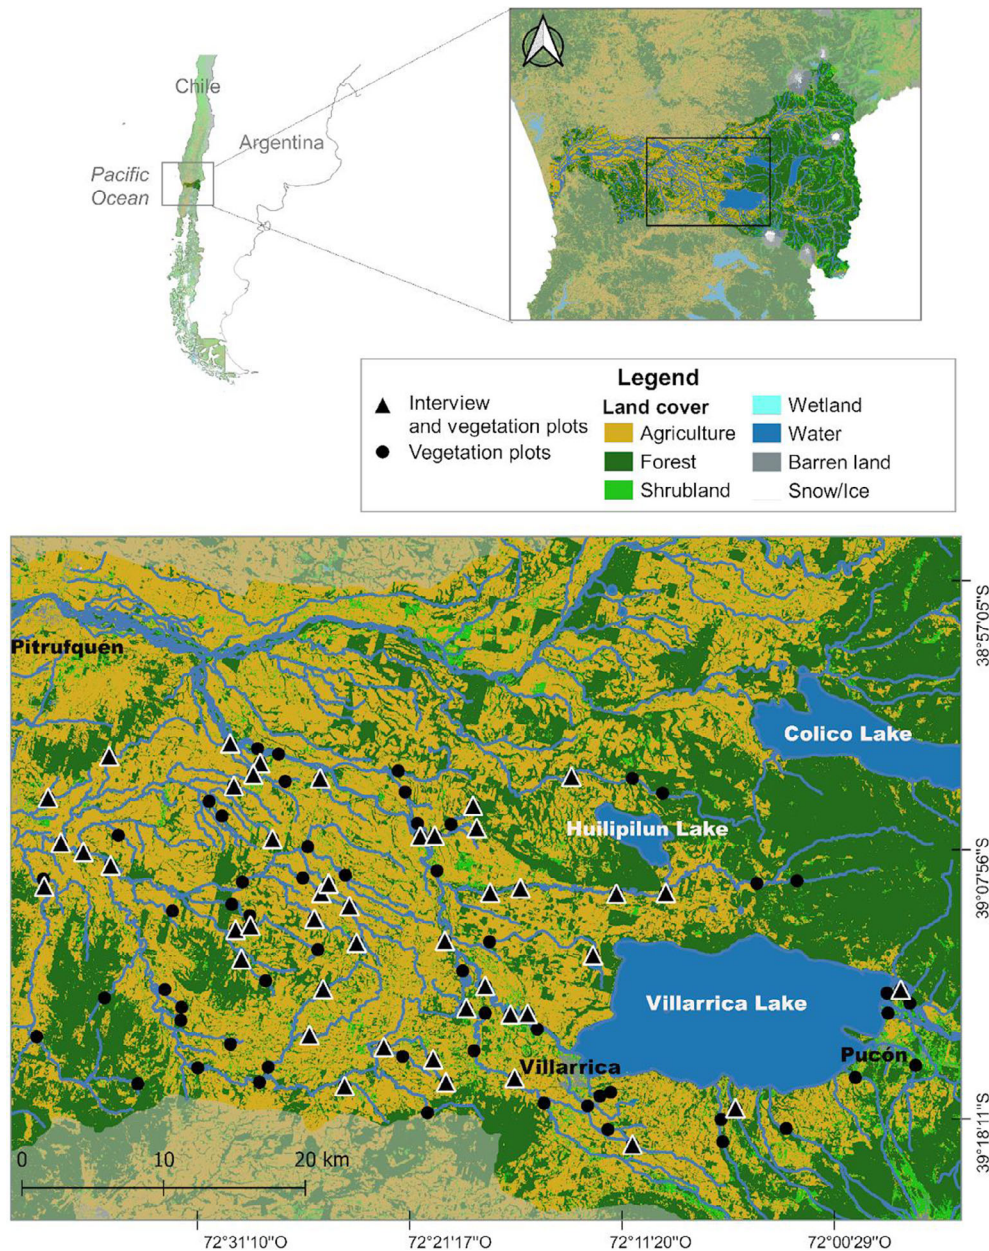 Chile
Argentina
Pacific
Ocean
Legend
Interview
and vegetation plots
Vegetation plots
Land cover
Agriculture
Forest
Shrubland
Wetland
Water
Barren land
Snow/Ice
Pitrufquén
Colico Lake
Huilipilun Lake
Villarrica Lake
Villarrica
Pucón
0 10 20 km
38°57'05"S
39°07'56"S
39°18'11"S
72°31'10"O 72°21'17"O 72°11'20"O 72°00'29"O